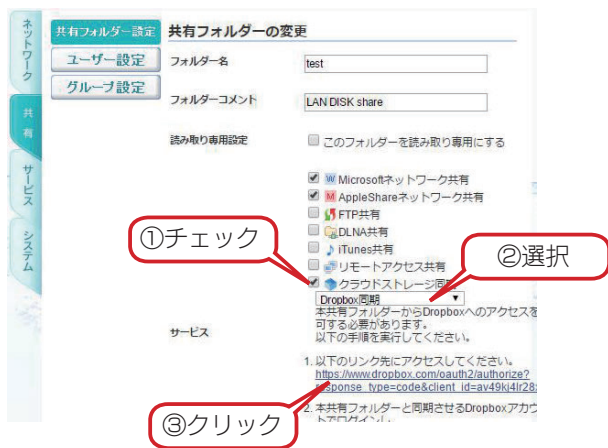 ネットワーク
共有
サービス
システム
共有フォルダー設定
ユーザー設定
グループ設定
共有フォルダーの変更
フォルダー名
test
フォルダーコメント
LAN DISK share
読み取り専用設定
このフォルダーを読み取り専用にする
サービス
Microsoftネットワーク共有
AppleShareネットワーク共有
FTP共有
DLNA共有
iTunes共有
リモートアクセス共有
クラウドストレージ同
Dropbox同期
本共有フォルダーからDropboxへのアクセスを
可する必要があります。
以下の手順を実行してください。
1. 以下のリンク先にアクセスしてください。
https://www.dropbox.com/oauth2/authorize?
response_type=code&client_id=av49kj4lr28
2. 本共有フォルダーと同期させるDropboxアカウ
トでログインし
①チェック
②選択
③クリック